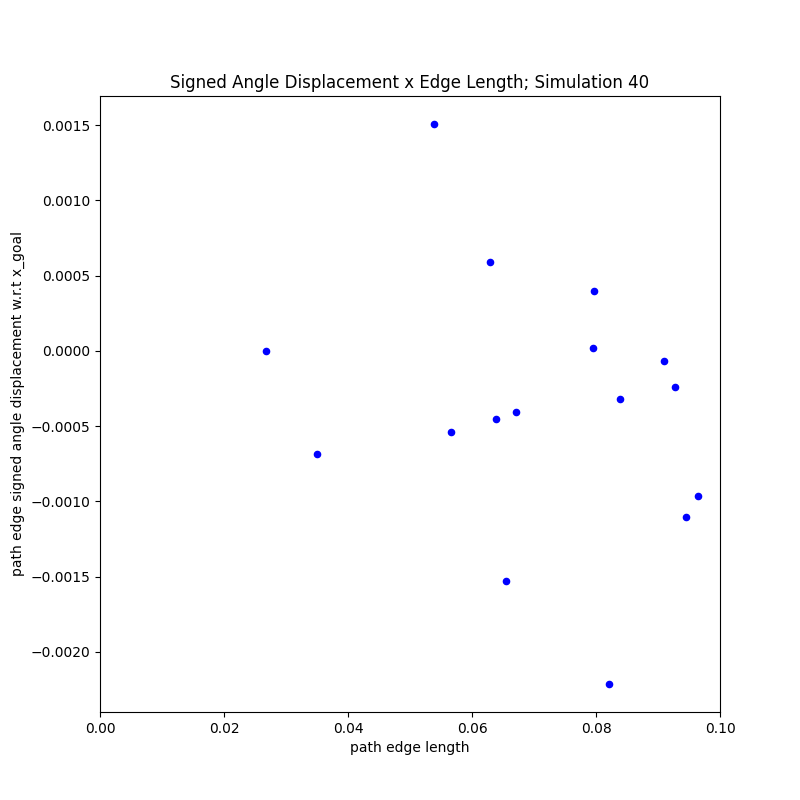 Signed Angle Displacement x Edge Length; Simulation 40
path edge signed angle displacement w.r.t x_goal
0.0015
0.0010
0.0005
0.0000
−0.0005
−0.0010
−0.0015
−0.0020
0.00 0.02 0.04 0.06 0.08 0.10
path edge length